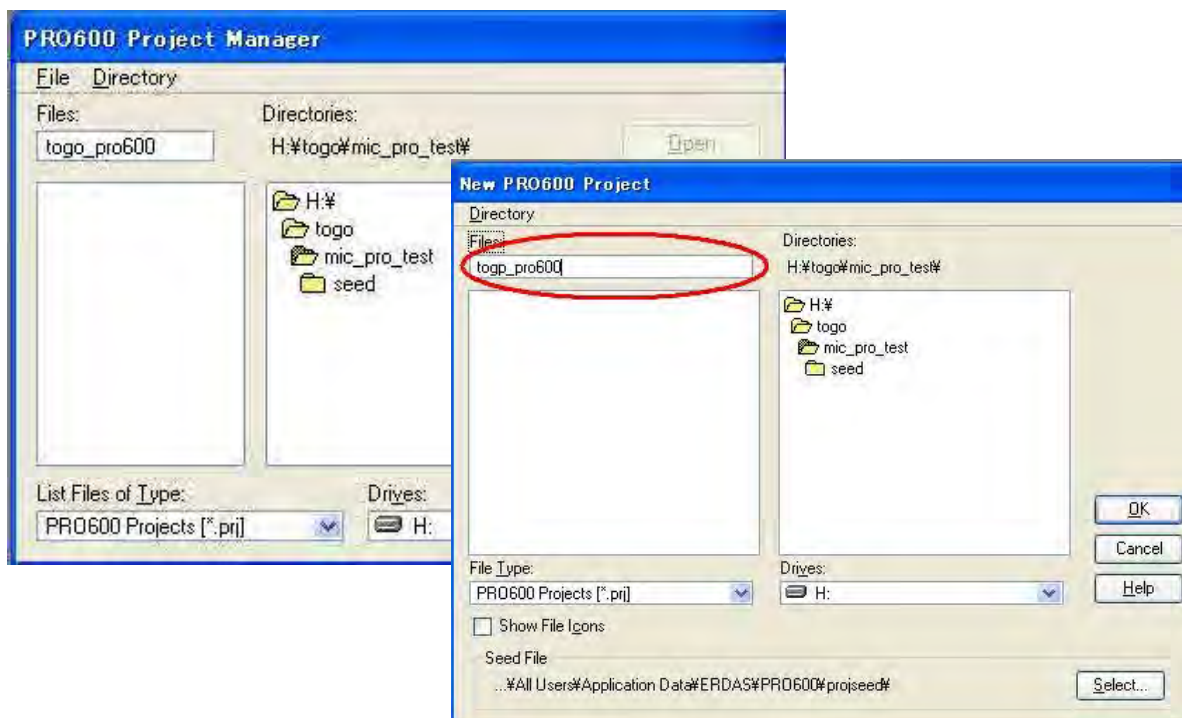 PRO600 Project Manager
File Directory
Files:
togo_pro600
Directories:
H:¥togo¥mic_pro_test¥
Open
H:¥
togo
mic_pro_test
seed
List Files of Type:
PRO600 Projects [*.prj]
Drives:
H:
New PRO600 Project
Directory
Files:
togp_pro600
Directories:
H:¥togo¥mic_pro_test¥
H:¥
togo
mic_pro_test
seed
OK
Cancel
Help
File Type:
PRO600 Projects [*.prj]
Drives:
H:
Show File Icons
Seed File
...¥All Users¥Application Data¥ERDAS¥PRO600¥projseed¥
Select...